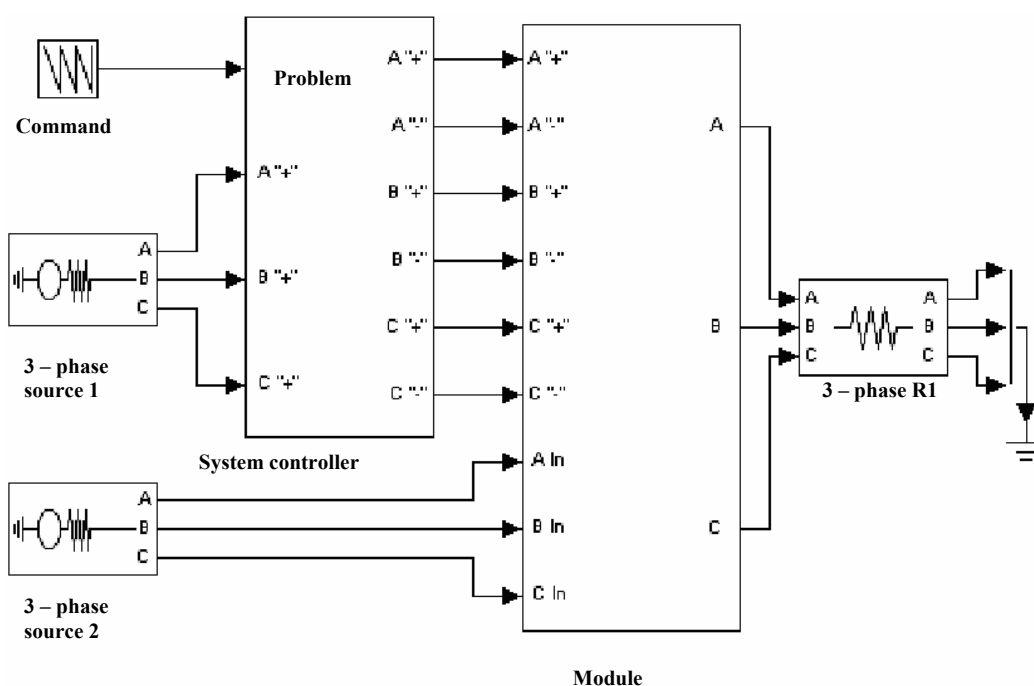 Command
Problem
A "+"
B "+"
C "+"
A "+"
A "-"
B "+"
B "-"
C "+"
C "-"
System controller
A
B
C
3 – phase
source 1
A
B
C
3 – phase
source 2
A "+"
A "-"
B "+"
B "-"
C "+"
C "-"
A In
B In
C In
A
B
C
Module
A
B
C
A
B
C
3 – phase R1